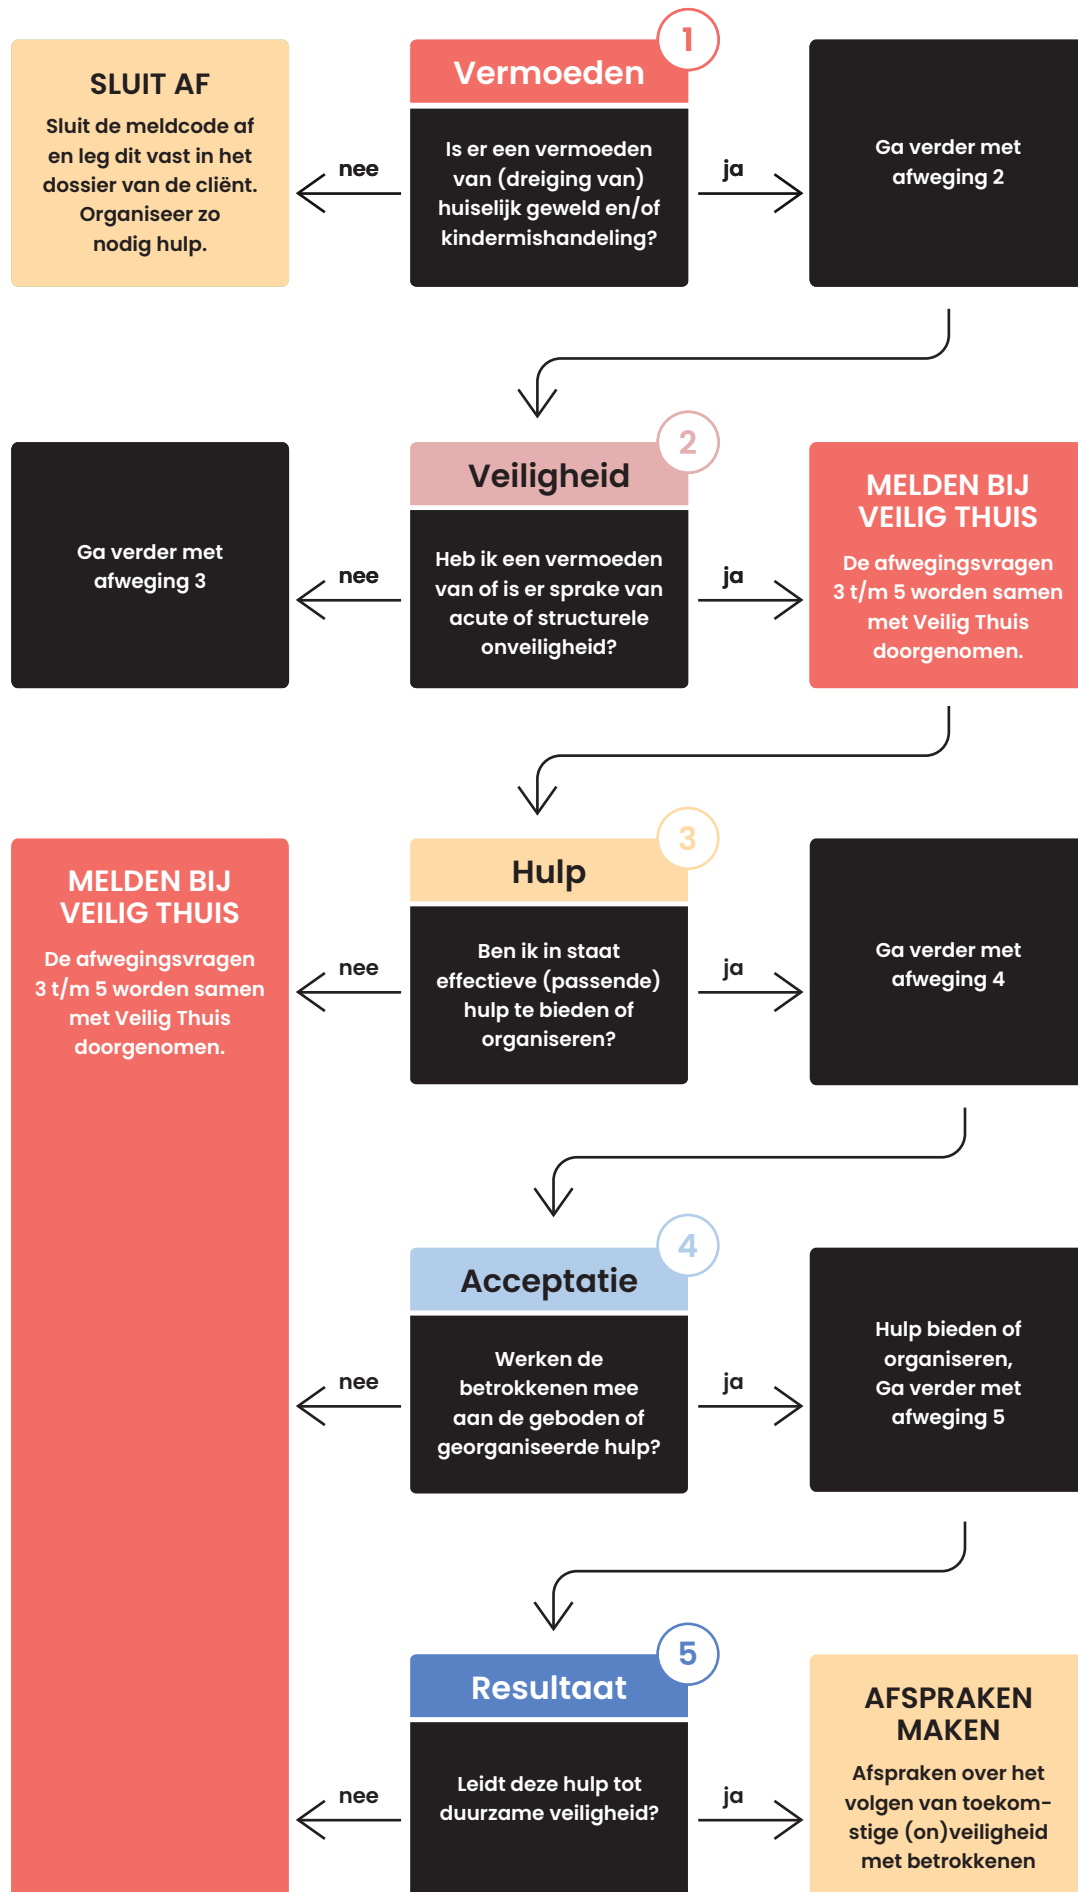 SLUIT AF
Sluit de meldcode af
en leg dit vast in het
dossier van de cliënt.
Organiseer zo
nodig hulp.
nee
1
Vermoeden
Is er een vermoeden
van (dreiging van)
huiselijk geweld en/of
kindermishandeling?
ja
Ga verder met
afweging 2
Ga verder met
afweging 3
nee
2
Veiligheid
Heb ik een vermoeden
van of is er sprake van
acute of structurele
onveiligheid?
ja
MELDEN BIJ
VEILIG THUIS
De afwegingsvragen
3 t/m 5 worden samen
met Veilig Thuis
doorgenomen.
MELDEN BIJ
VEILIG THUIS
De afwegingsvragen
3 t/m 5 worden samen
met Veilig Thuis
doorgenomen.
nee
3
Hulp
Ben ik in staat
effectieve (passende)
hulp te bieden of
organiseren?
ja
Ga verder met
afweging 4
nee
4
Acceptatie
Werken de
betrokkenen mee
aan de geboden of
georganiseerde hulp?
ja
Hulp bieden of
organiseren,
Ga verder met
afweging 5
nee
5
Resultaat
Leidt deze hulp tot
duurzame veiligheid?
ja
AFSPRAKEN
MAKEN
Afspraken over het
volgen van toekom-
stige (on)veiligheid
met betrokkenen